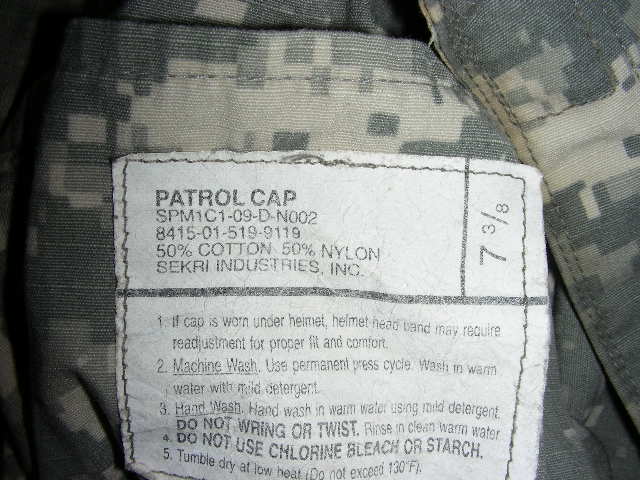 PATROL CAP
SPM1C1-09-D-N002
8415-01-519-9119
50% COTTON 50% NYLON
SEKRI INDUSTRIES, INC.
7 3/8
1. If cap is worn under helmet, helmet head band may require
readjustment for proper fit and comfort.
2. Machine Wash. Use permanent press cycle. Wash in warm
water with mild detergent.
3. Hand Wash. Hand wash in warm water using mild detergent.
DO NOT WRING OR TWIST. Rinse in clean warm water
4. DO NOT USE CHLORINE BLEACH OR STARCH.
5. Tumble dry at low heat (Do not exceed 130°F).